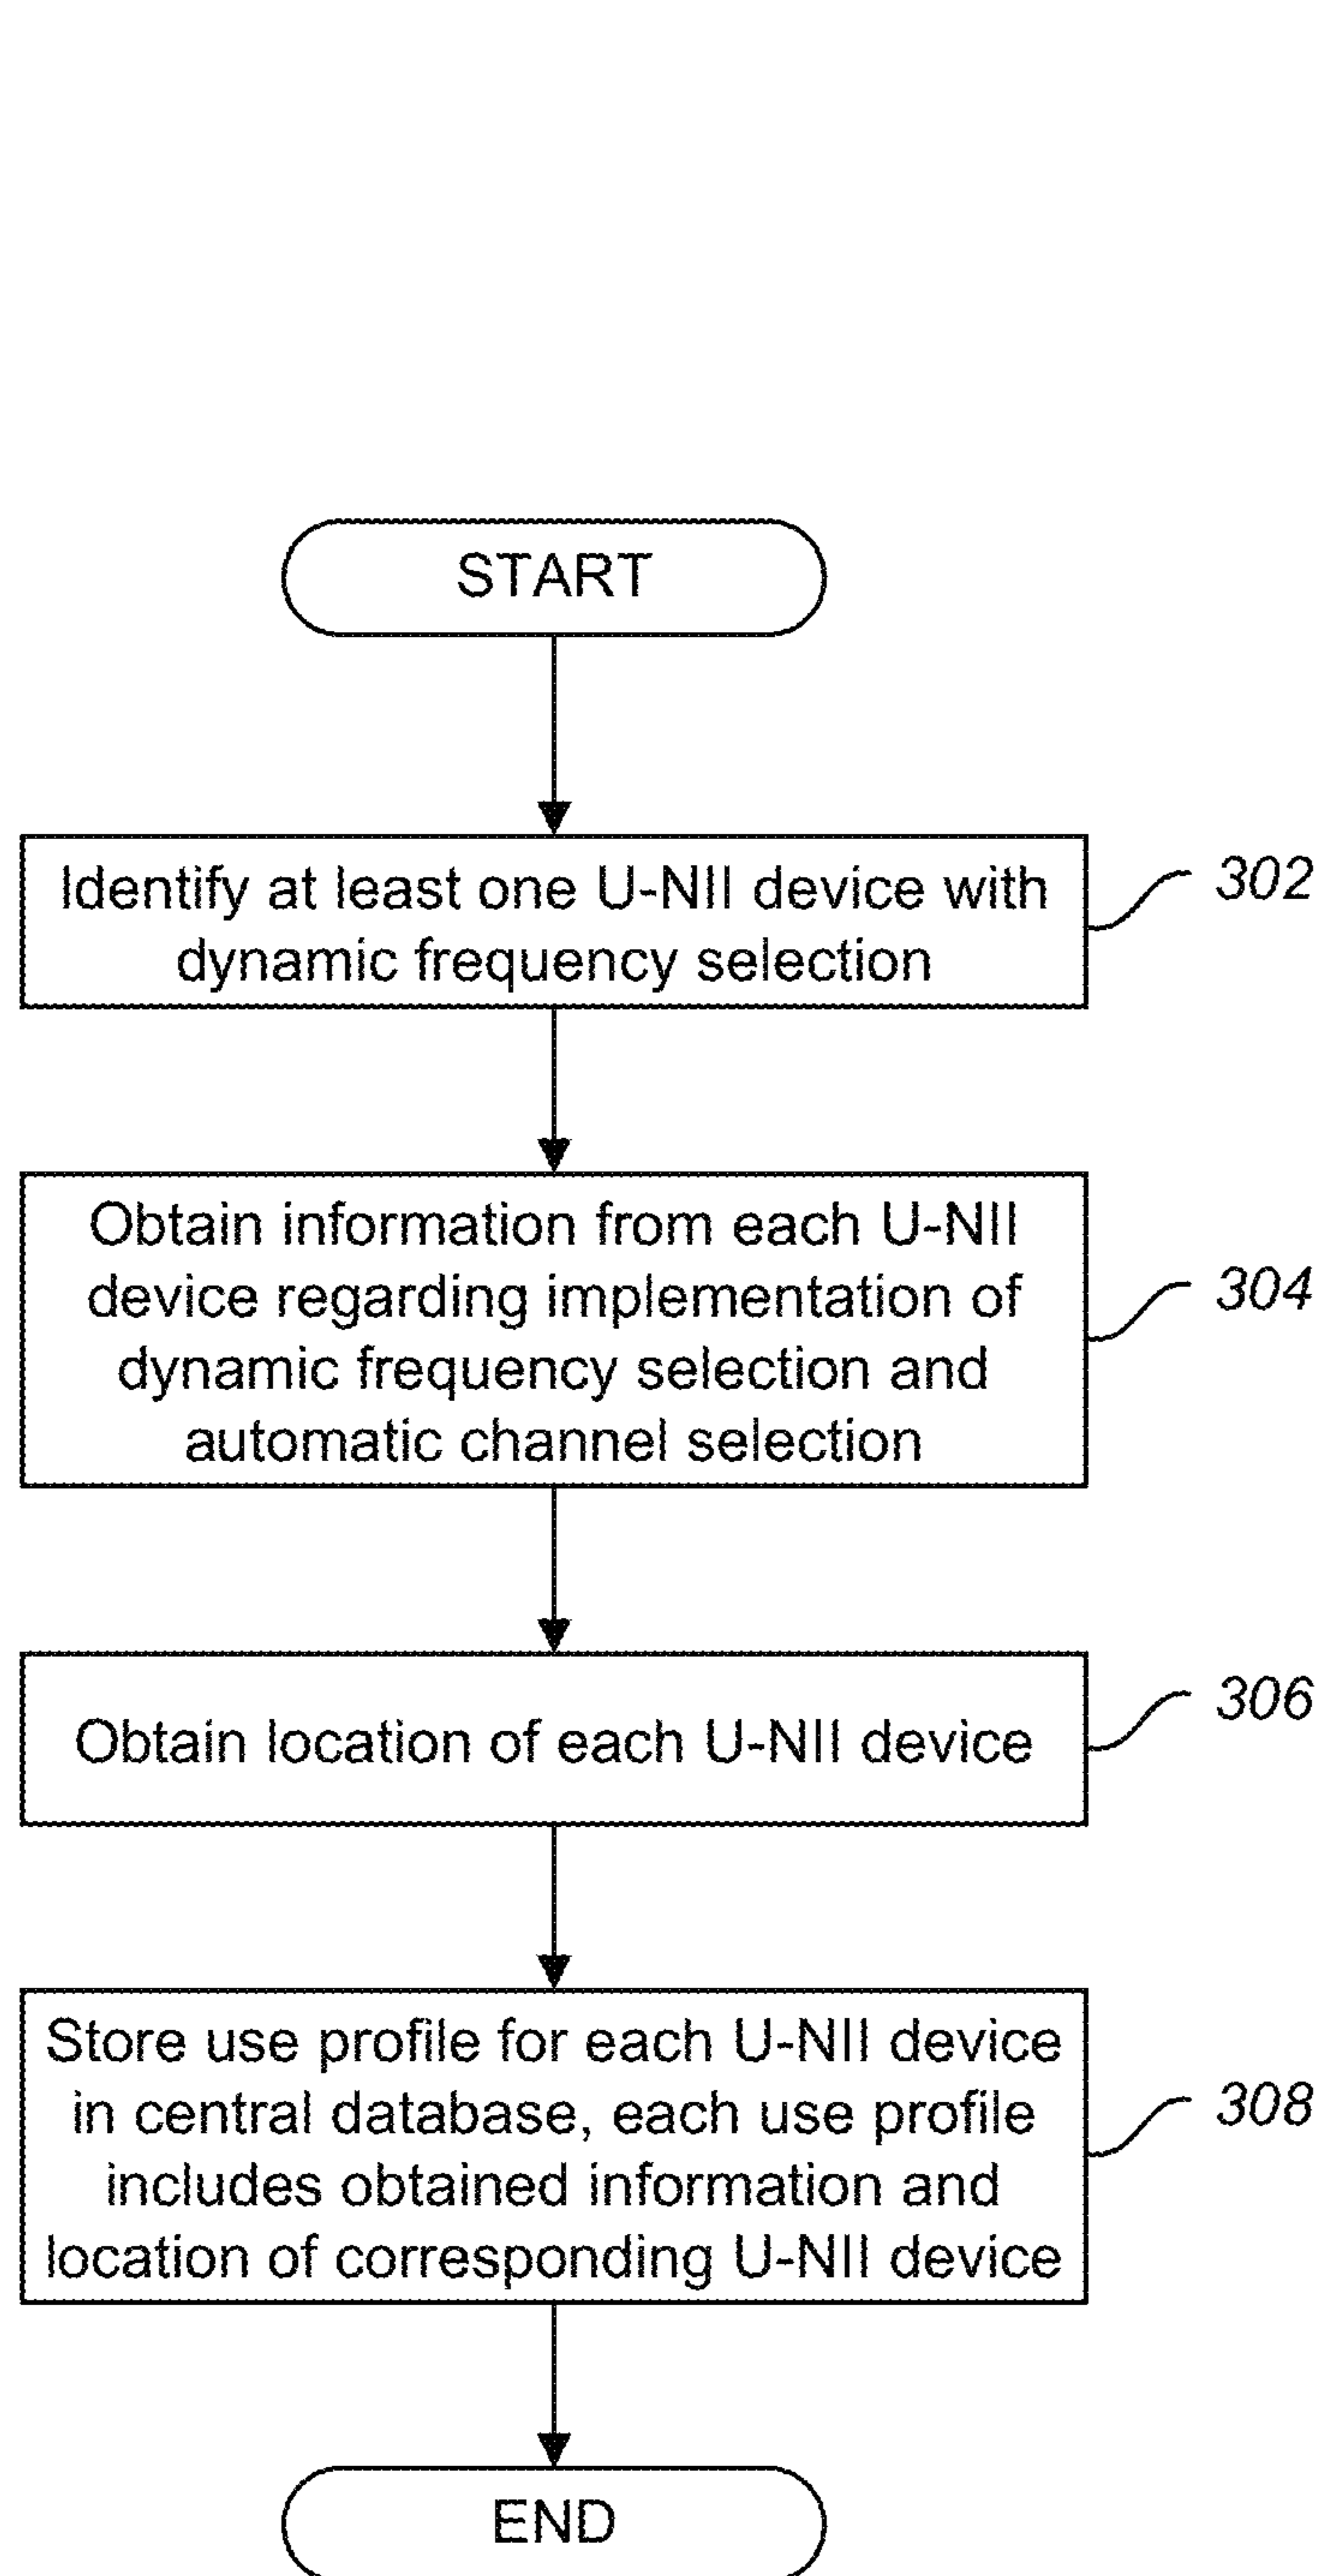 START
Identify at least one U-NII device with
dynamic frequency selection
302
Obtain information from each U-NII
device regarding implementation of
dynamic frequency selection and
automatic channel selection
304
Obtain location of each U-NII device
306
Store use profile for each U-NII device
in central database, each use profile
includes obtained information and
location of corresponding U-NII device
308
END